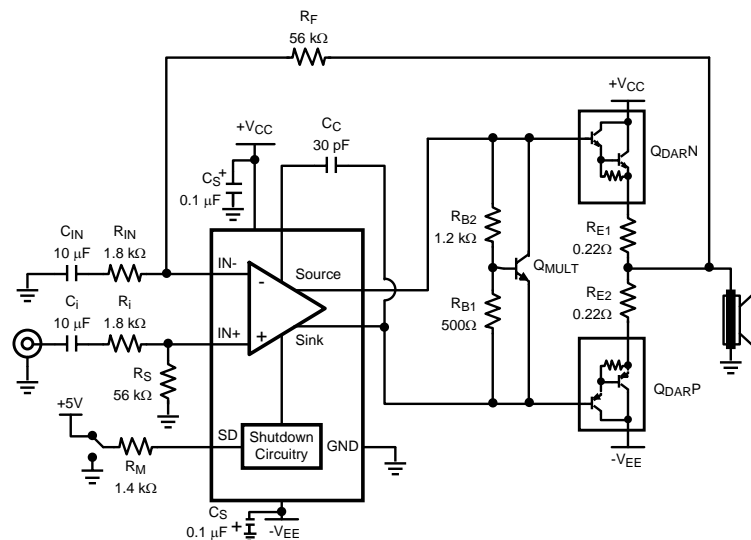 RF
56 kΩ
+VCC
+VCC
CC
30 pF
QDARN
CS +
0.1 μF
RB2
1.2 kΩ
RE1
0.22Ω
CIN
10 μF
RIN
1.8 kΩ
IN-
-
Source
QMULT
Ci
10 μF
Ri
1.8 kΩ
IN+
+
Sink
RB1
500Ω
RE2
0.22Ω
RS
56 kΩ
QDARP
+5V
SD
Shutdown
Circuitry
GND
RM
1.4 kΩ
-VEE
CS
0.1 μF +
-VEE